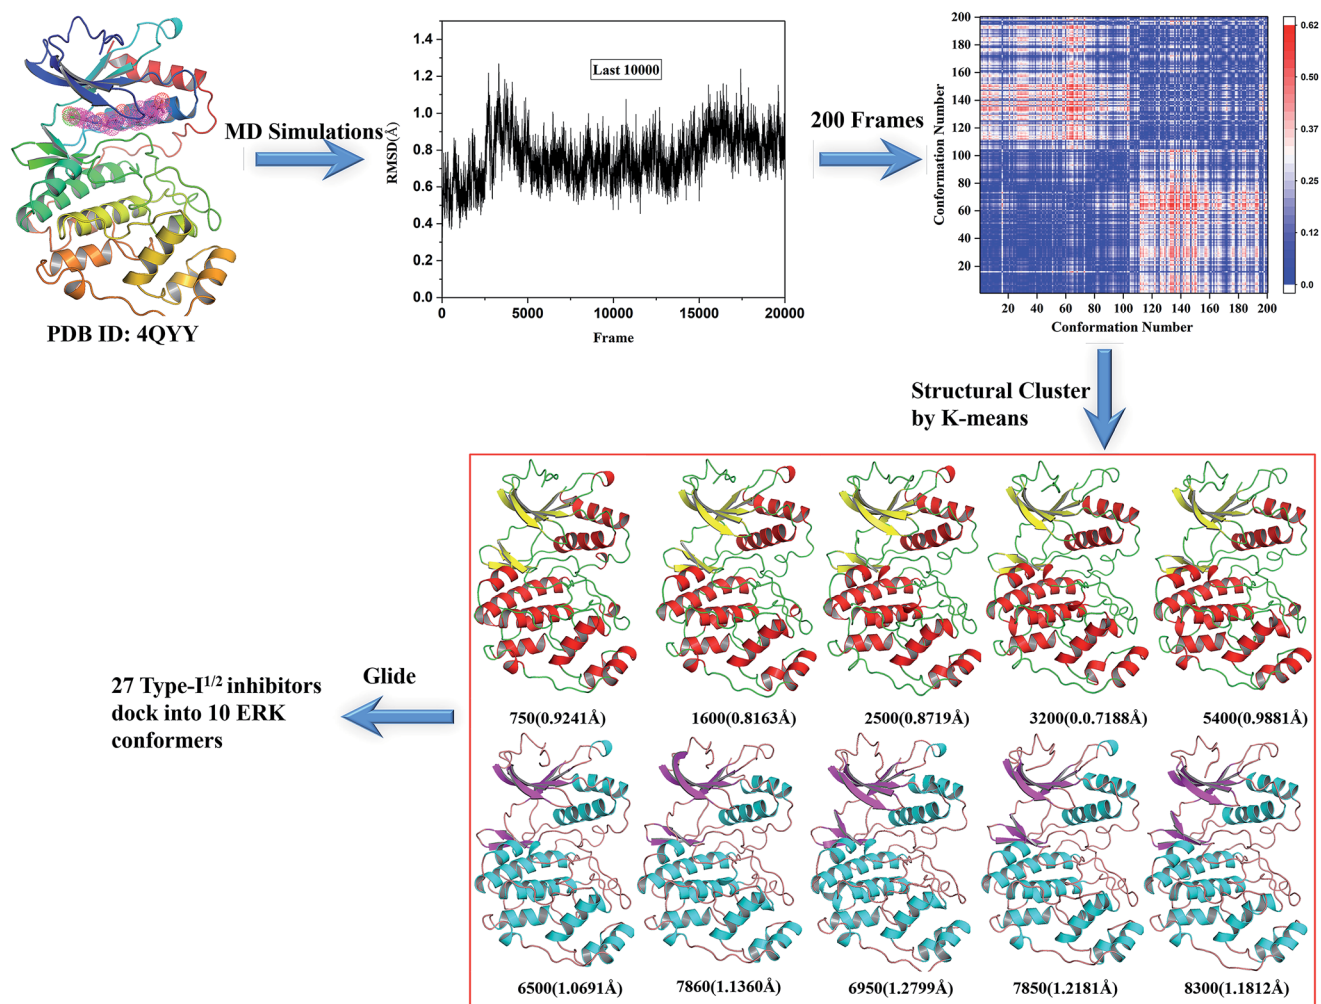 PDB ID: 4QYY
MD Simulations
RMSD(Å)
1.4
1.2
1.0
0.8
0.6
0.4
0.2
0.0
Last 10000
0
5000
10000
15000
20000
Frame
200 Frames
Conformation Number
200
180
160
140
120
100
80
60
40
20
20 40 60 80 100 120 140 160 180 200
Conformation Number
0.62
0.50
0.37
0.25
0.12
0.0
Structural Cluster
by K-means
750(0.9241Å)
1600(0.8163Å)
2500(0.8719Å)
3200(0.0.7188Å)
5400(0.9881Å)
6500(1.0691Å)
7860(1.1360Å)
6950(1.2799Å)
7850(1.2181Å)
8300(1.1812Å)
Glide
27 Type-I1/2 inhibitors
dock into 10 ERK
conformers